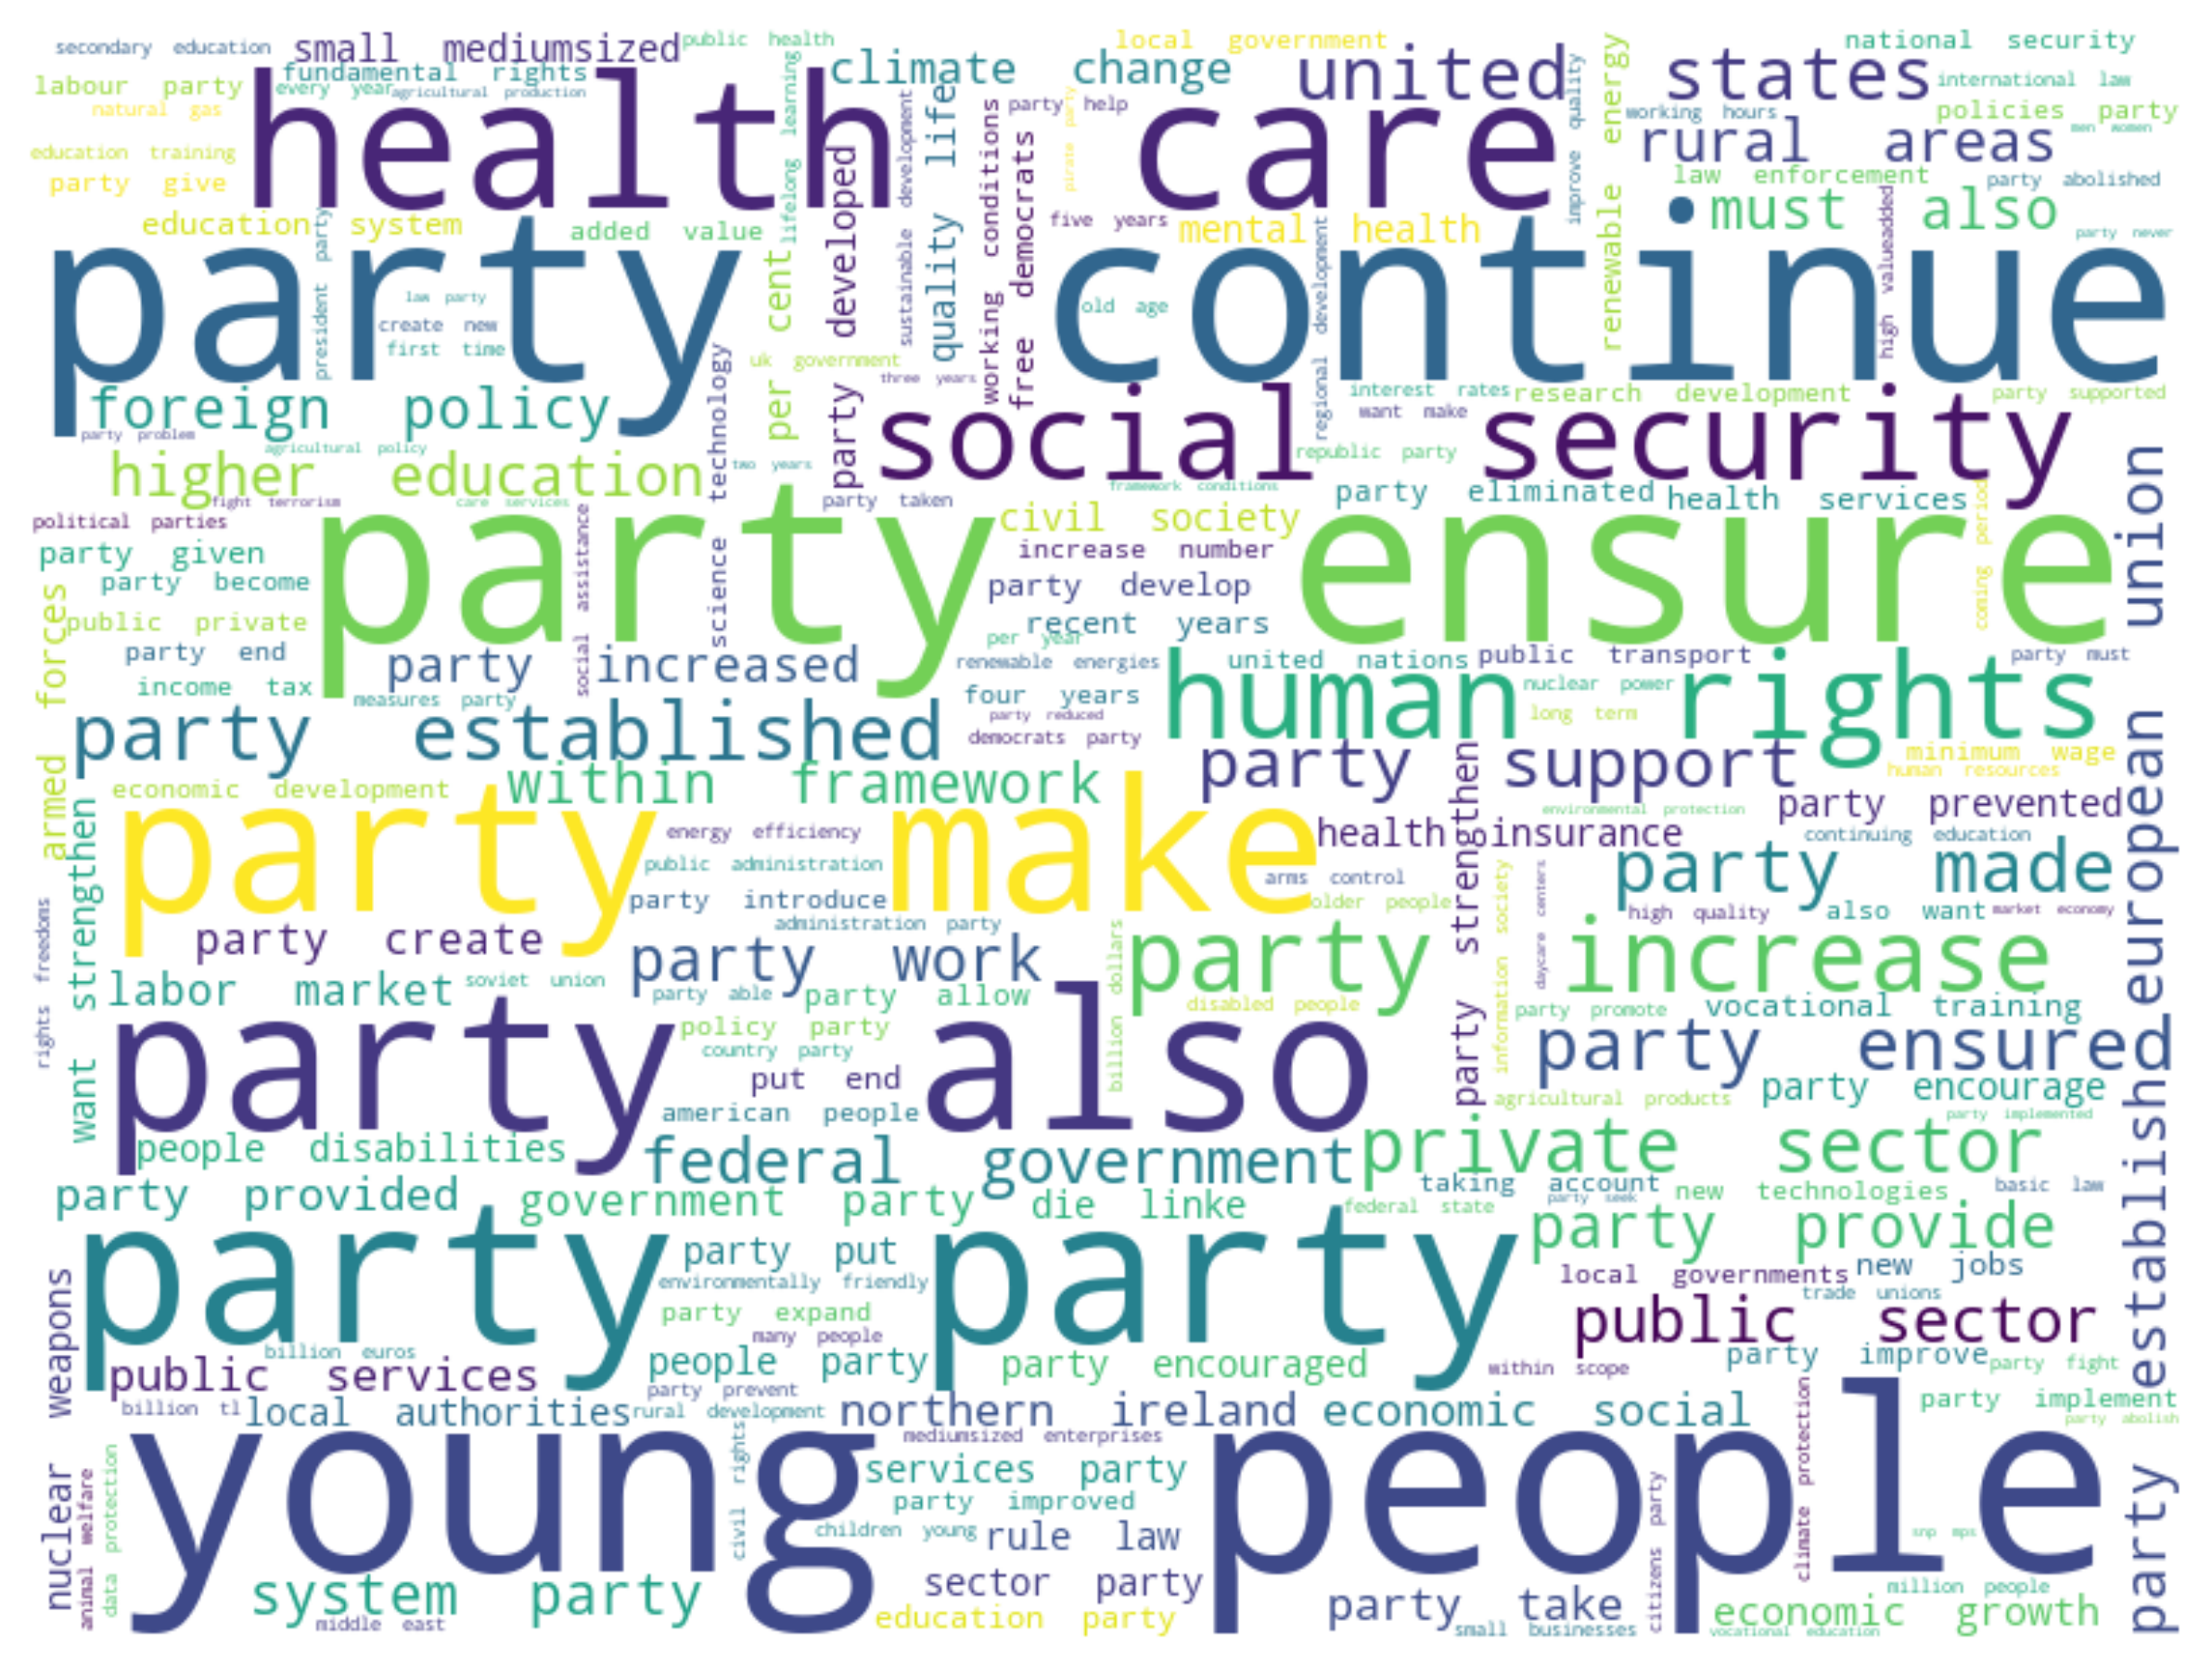 secondary education
small mediumsized
public health
local government
national security
climate change
united states
labour party
fundamental rights
every year
agricultural production
natural gas
health care
party help
international law
working hours
policies party
men women
rural areas
education training
party give
law enforcement
party abolished
education system
added value
five years
mental health
must also
party never
party continue
president party
law party
create new
first time
lifelong learning
per cent
party developed
sustainable development
quality life
working conditions
free democrats
pirate party
old age
regional development
improve quality
renewable energy
high valueadded
uk government
three years
foreign policy
party problem
agricultural policy
interest rates
research development
party supported
want make
social security
republic party
higher education
two years
science technology
fight terrorism
care services
party taken
framework conditions
party eliminated
health services
political parties
party ensure
civil society
coming period
party given
increase number
party become
social assistance
party develop
public private
recent years
per year
party end
party increased
renewable energies
united nations
public transport
party must
income tax
measures party
four years
human rights
nuclear power
long term
party reduced
party established
democrats party
party support
minimum wage
human resources
armed forces
economic development
within framework
environmental protection
party prevented
party make
energy efficiency
health insurance
continuing education
public administration
party made
arms control
party introduce
older people
high quality
also want
market economy
administration party
want strengthen
rights freedoms
party create
party work
party increase
party strengthen
information society
daycare centers
labor market
soviet union
party able
party allow
billion dollars
disabled people
party promote
vocational training
party also
policy party
country party
party ensured
put end
party encourage
american people
agricultural products
party implemented
people disabilities
federal government
private sector
party provided
government party
die linke
taking account
party seek
new technologies
basic law
federal state
party party
party provide
party put
environmentally friendly
local governments
new jobs
trade unions
party expand
public sector
many people
billion euros
people party
party encouraged
within scope
party improve
party fight
public services
party prevent
billion tl
local authorities
rural development
northern ireland
economic social
party implement
party abolish
nuclear weapons
animal welfare
data protection
young people
civil rights
mediumsized enterprises
services party
party improved
children young
rule law
citizens party
climate protection
snp mps
system party
sector party
middle east
education party
party take
small businesses
million people
economic growth
vocational education
european union
party established